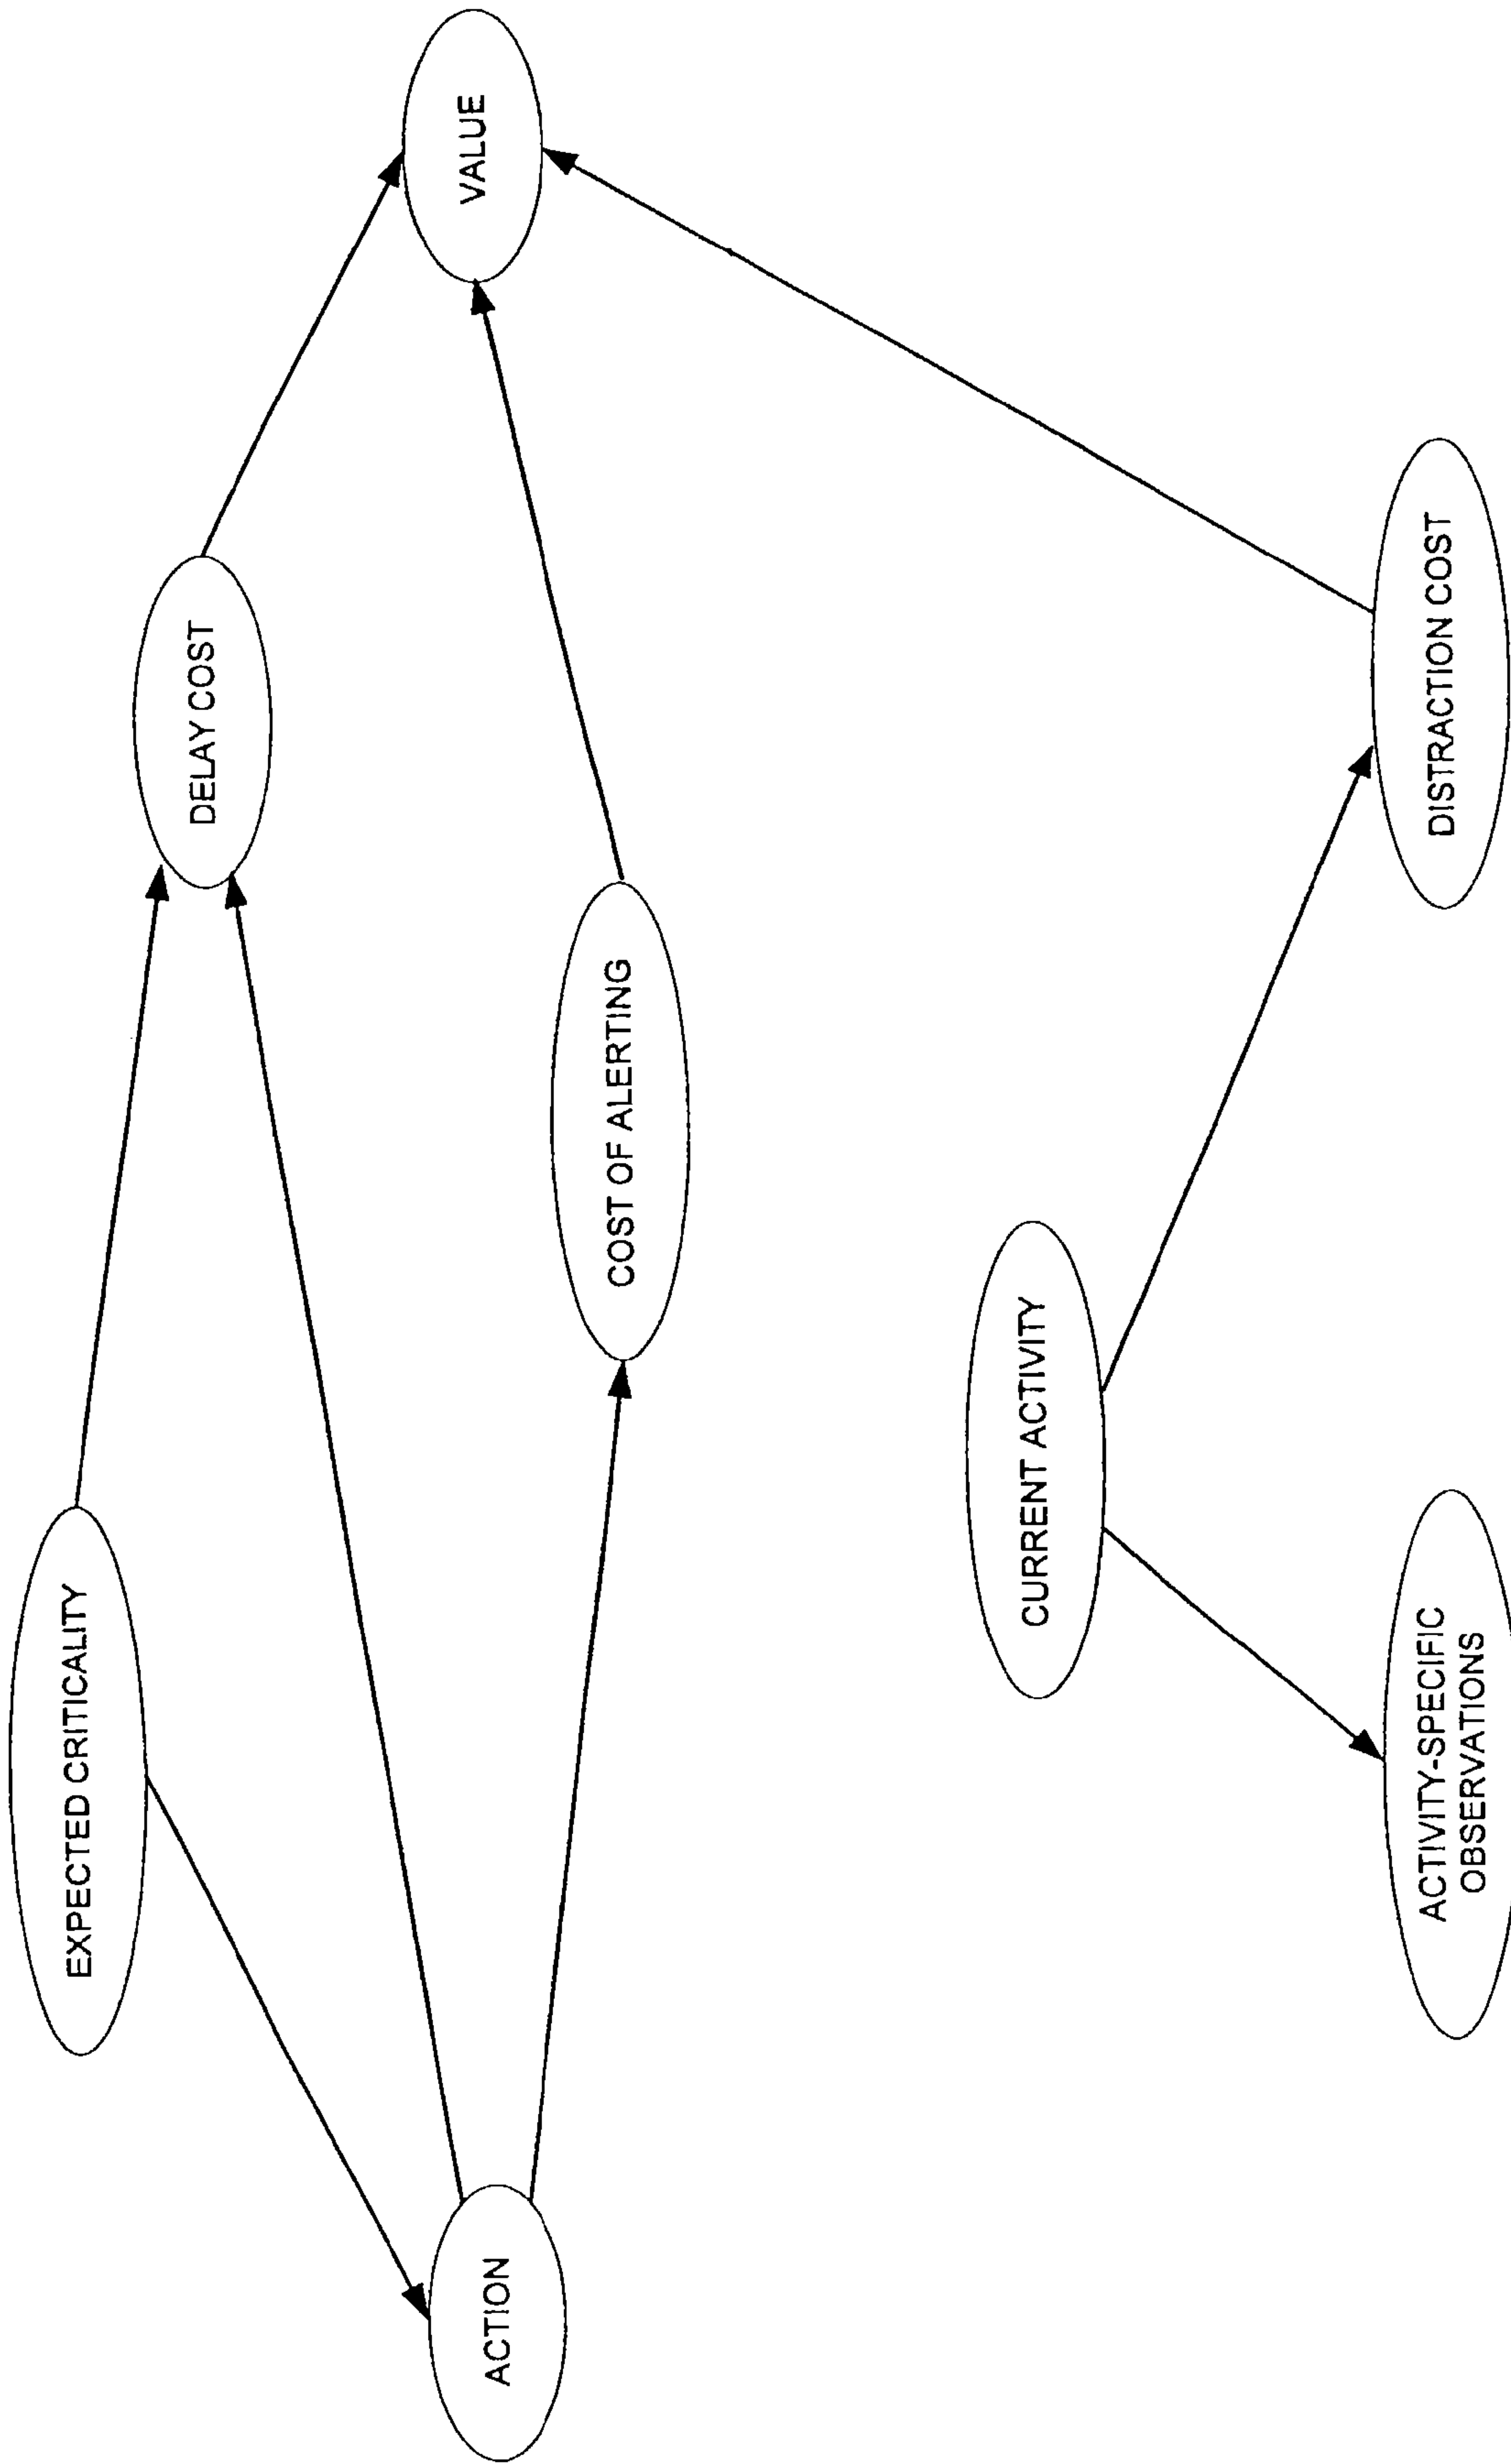 EXPECTED CRITICALITY
DELAY COST
ACTION
VALUE
COST OF ALERTING
CURRENT ACTIVITY
ACTIVITY-SPECIFIC
OBSERVATIONS
DISTRACTION COST